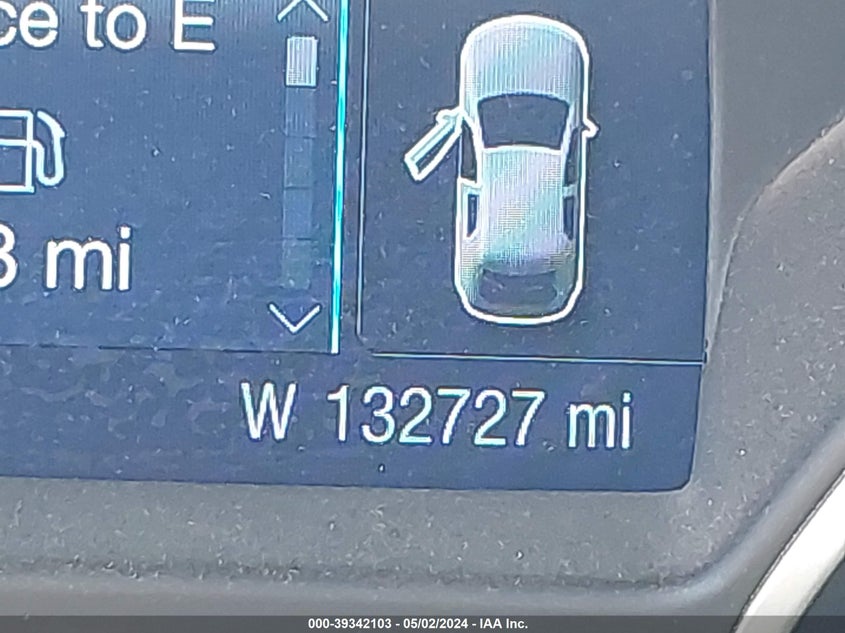 ce to E
3 mi
W 132727 mi
000-39342103 - 05/02/2024 - IAA Inc.